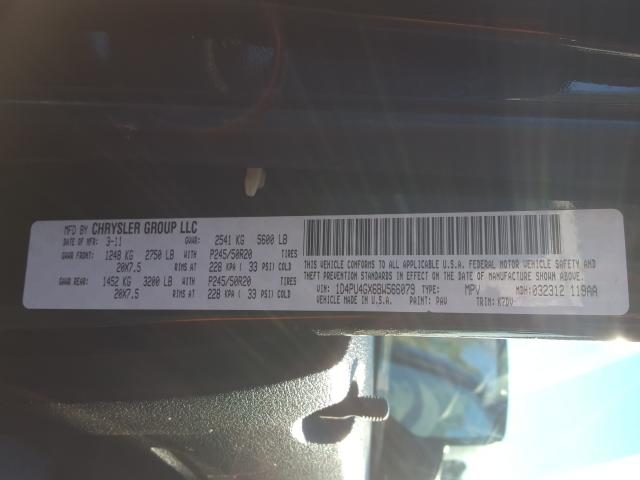 MFD BY CHRYSLER GROUP LLC
DATE OF MFR: 3-11 GVWR: 2541 KG 5600 LB
GAWR FRONT: 1248 KG 2750 LB WITH P245/50R20 TIRES
20X7.5 RIMS AT 228 KPA ( 33 PSI) COLD
GAWR REAR: 1452 KG 3200 LB WITH P245/50R20 TIRES
20X7.5 RIMS AT 228 KPA ( 33 PSI) COLD
THIS VEHICLE CONFORMS TO ALL APPLICABLE U.S.A. FEDERAL MOTOR VEHICLE SAFETY
BUMPER, AND THEFT PREVENTION STANDARDS IN EFFECT ON THE DATE OF MANUFACTURE SHOWN ABOVE.
VIN: 1D4PU4GX6BW566079 TYPE: MPV MDH: 032312 119AA
PAINT: PAV TRIM: K7DV